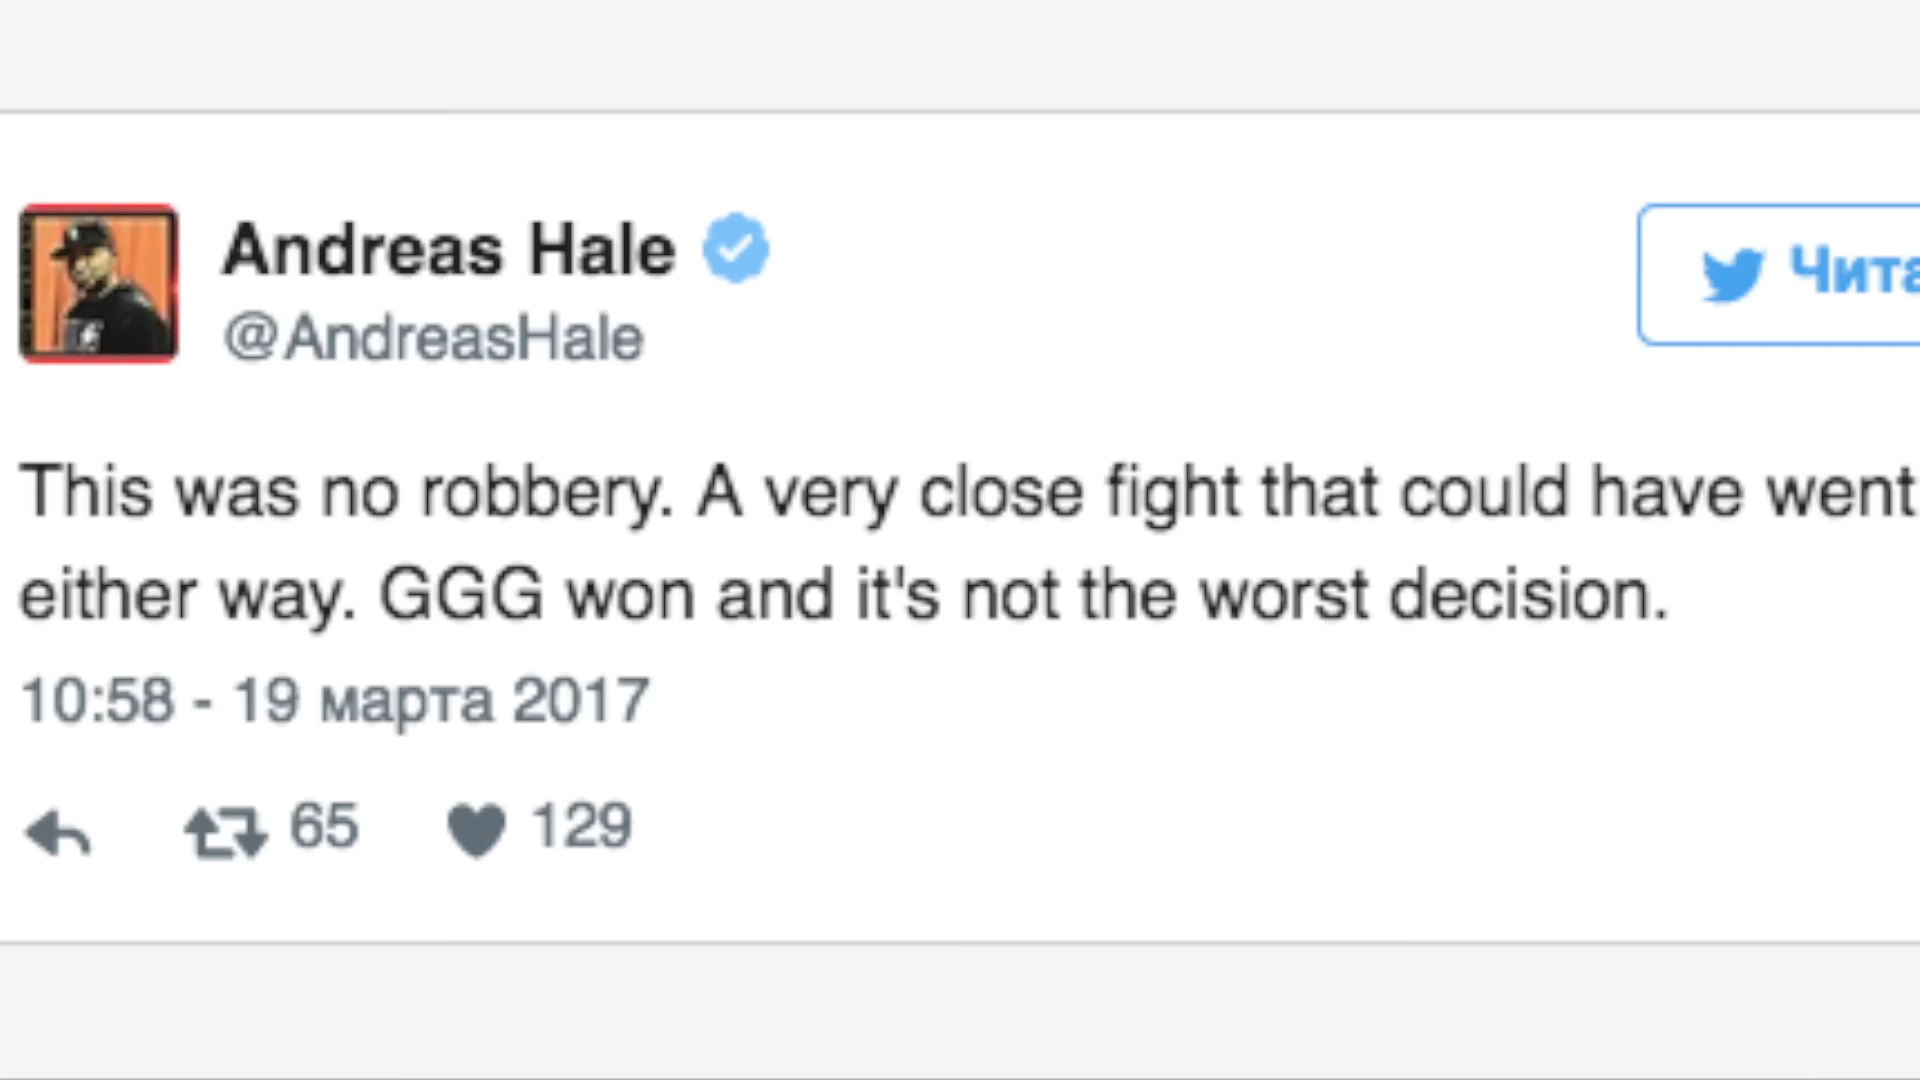 Andreas Hale
@AndreasHale
This was no robbery. A very close fight that could have went
either way. GGG won and it's not the worst decision.
10:58 - 19 марта 2017
65 129